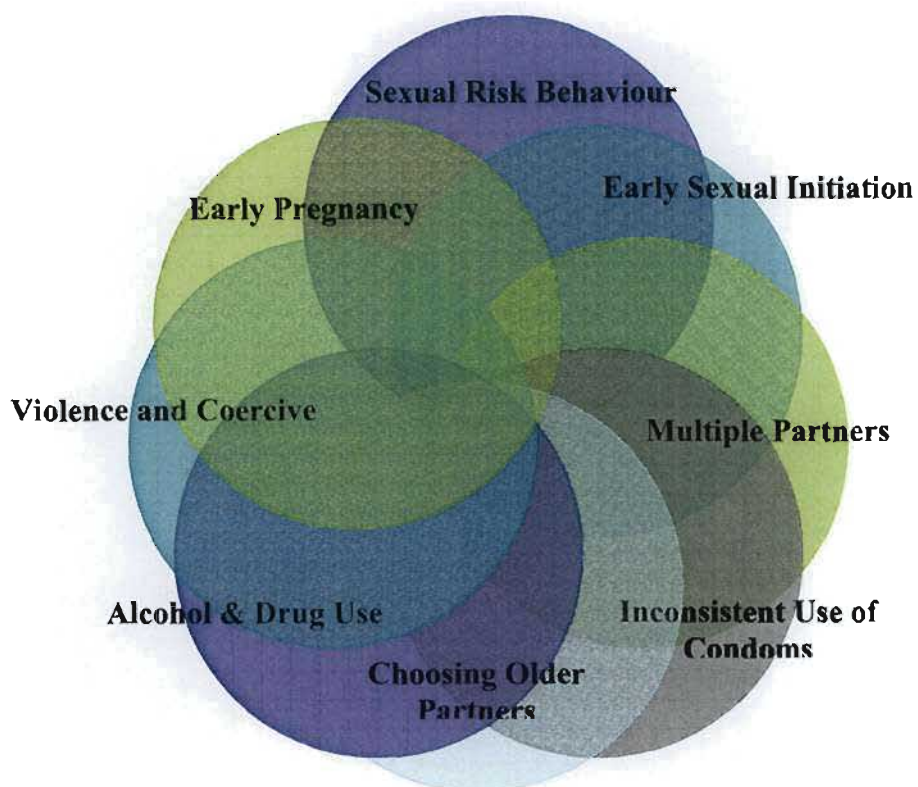 Sexual Risk Behaviour
Early Sexual Initiation
Early Pregnancy
Violence and Coercive
Multiple Partners
Alcohol & Drug Use
Inconsistent Use of
Condoms
Choosing Older
Partners